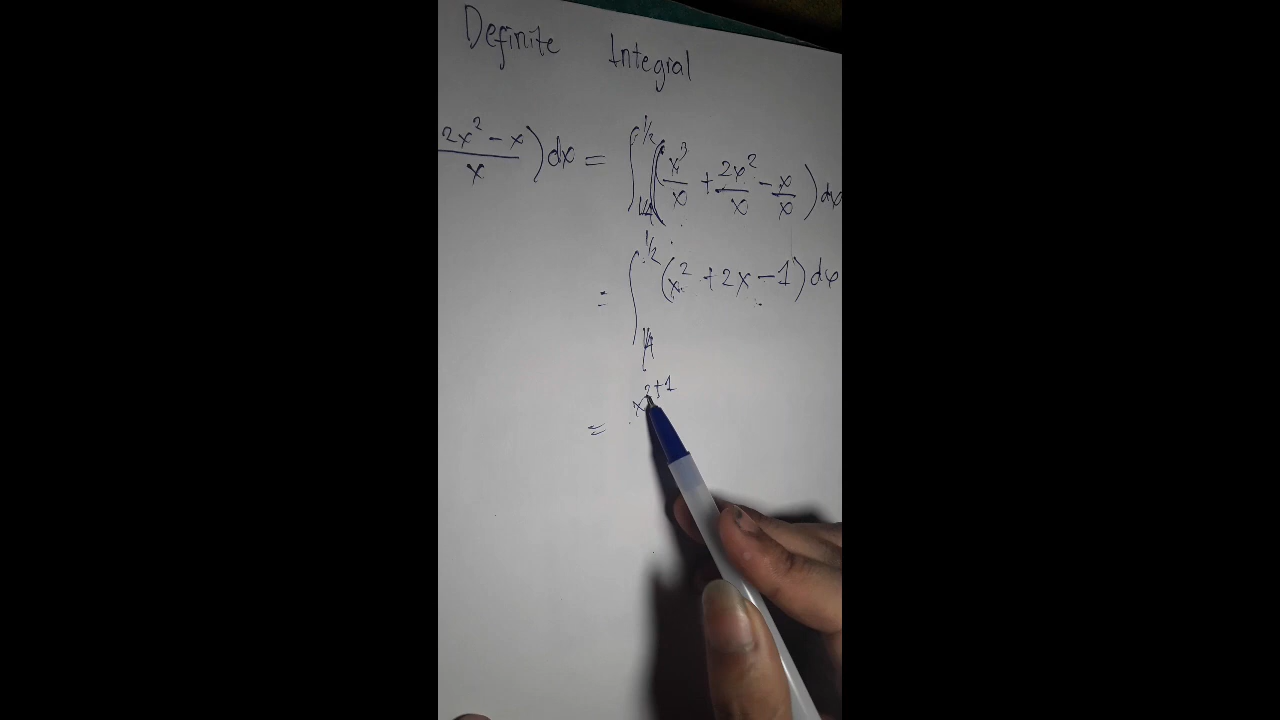 Definite Integral
2x² - x / x ) dx = ∫_{1/4}^{1/2} ( x³/x + 2x²/x - x/x ) dx
= ∫_{1/4}^{1/2} ( x² + 2x - 1 ) dx
= x²⁺¹